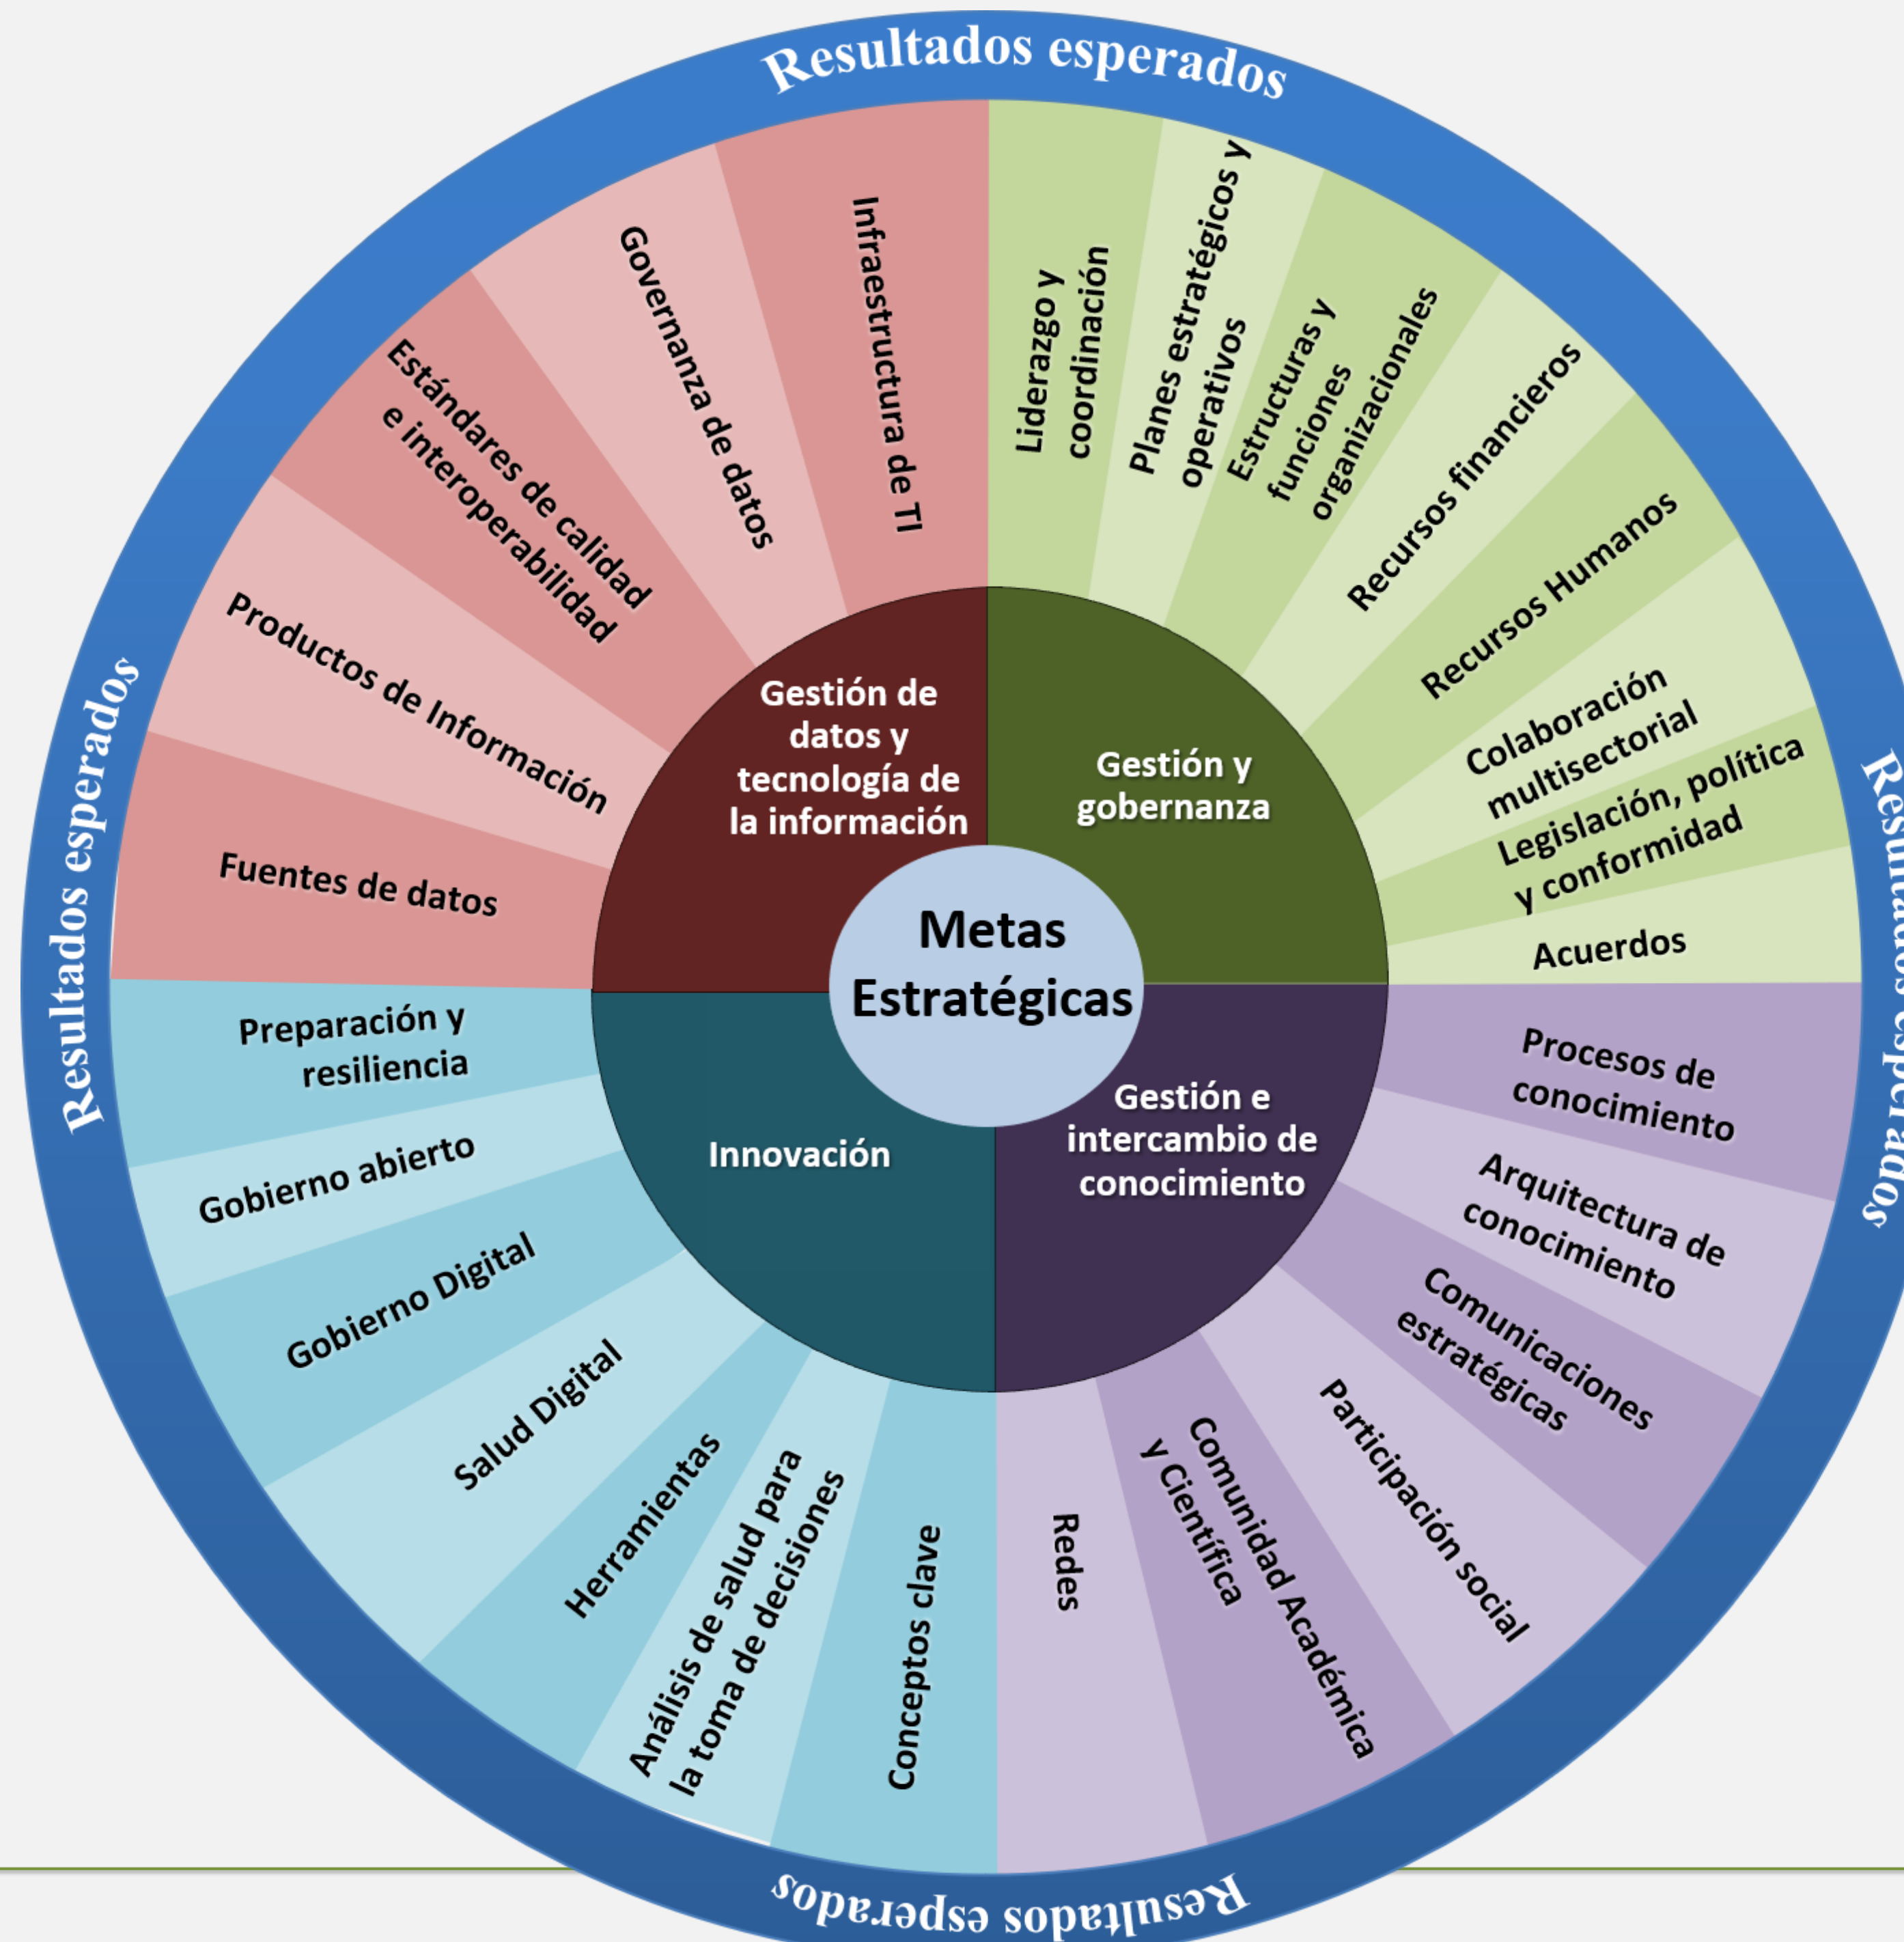 Resultados esperados
Liderazgo y
coordinación
Planes estratégicos y
operativos
Estructuras y
funciones
organizacionales
Recursos financieros
Recursos Humanos
Colaboración
multisectorial
Legislación, política
y conformidad
Acuerdos
Resultados esperados
Procesos de
conocimiento
Arquitectura de
conocimiento
Comunicaciones
estratégicas
Participación social
Comunidad Académica
y Científica
Redes
Resultados esperados
Conceptos clave
Análisis de salud para
la toma de decisiones
Herramientas
Salud Digital
Gobierno Digital
Gobierno abierto
Preparación y
resiliencia
Resultados esperados
Fuentes de datos
Productos de Información
Estándares de calidad
e interoperabilidad
Governanza de datos
Infraestructura de TI
Gestión de
datos y
tecnología de
la información
Gestión y
gobernanza
Metas
Estratégicas
Innovación
Gestión e
intercambio de
conocimiento